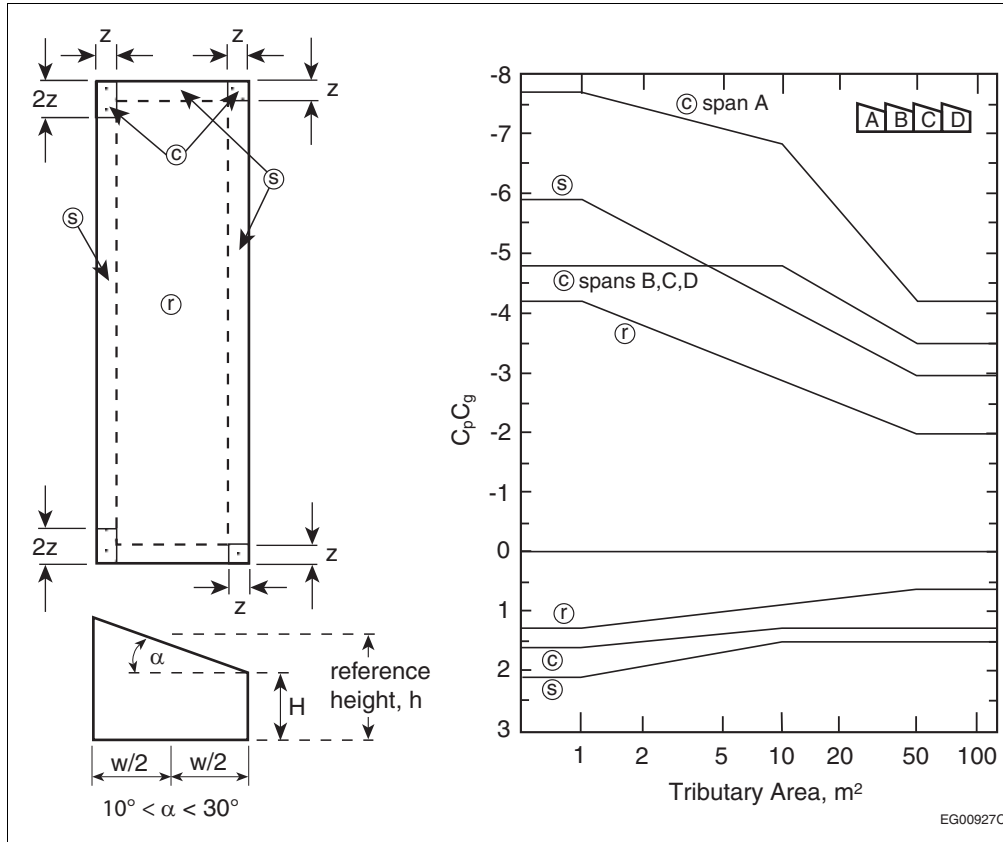 z
z
2z
z
ⓒ
ⓢ
ⓢ
ⓡ
2z
z
z
α
H
reference
height, h
w/2
w/2
10° < α < 30°
CpCg
-8
-7
-6
-5
-4
-3
-2
-1
0
1
2
3
ⓒ span A
A B C D
ⓢ
ⓒ spans B,C,D
ⓡ
ⓡ
ⓒ
ⓢ
1 2 5 10 20 50 100
Tributary Area, m²
EG00927C